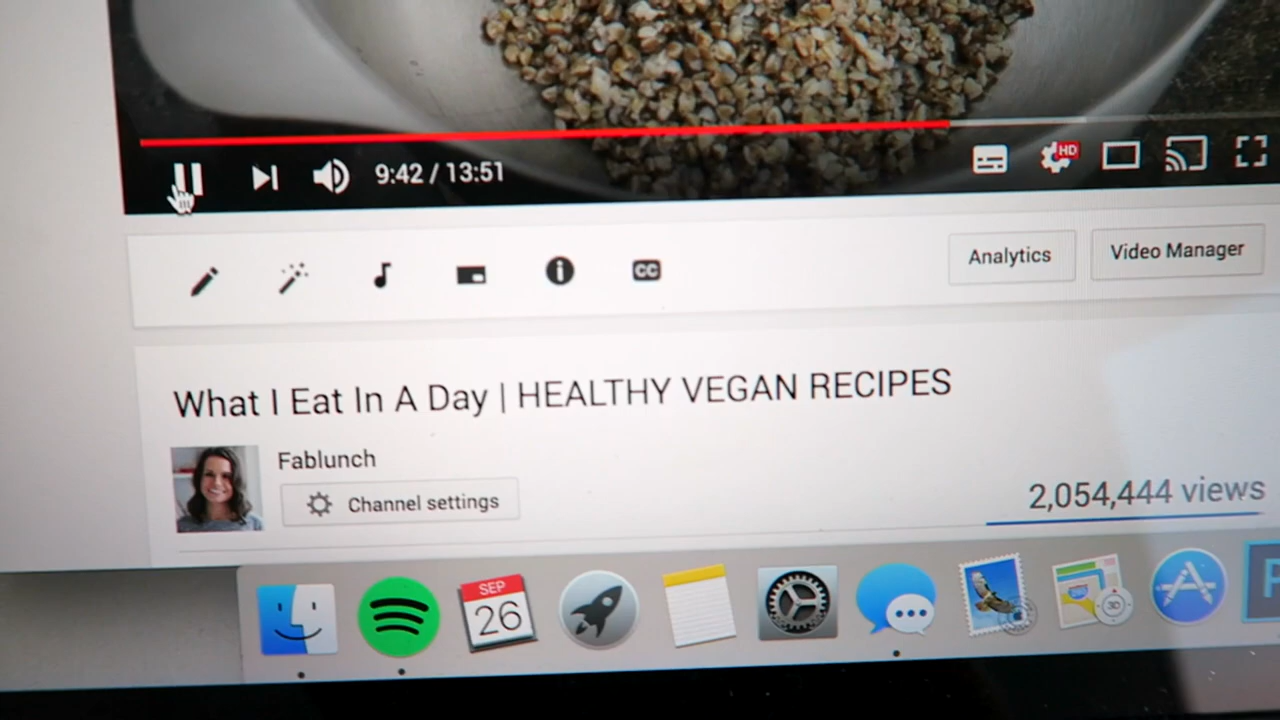 9:42 / 13:51
HD
CC
Analytics
Video Manager
What I Eat In A Day | HEALTHY VEGAN RECIPES
Fablunch
Channel settings
2,054,444 views
SEP
26
3D